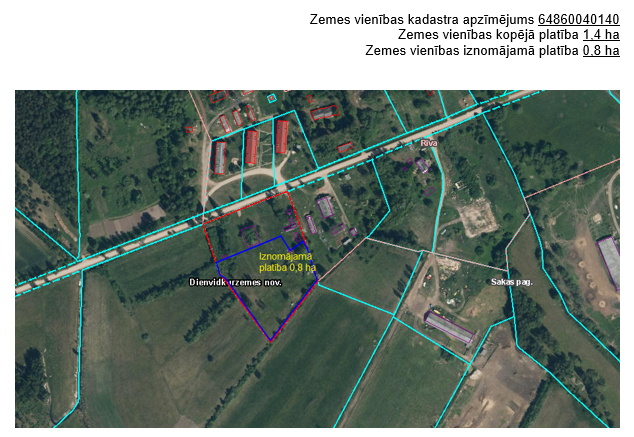 Zemes vienības kadastra apzīmējums 64860040140
Zemes vienības kopējā platība 1,4 ha
Zemes vienības iznomājamā platība 0,8 ha
Rīva
Iznomājamā
platība 0,8 ha
Dienvidkurzemes nov.
Sakas pag.